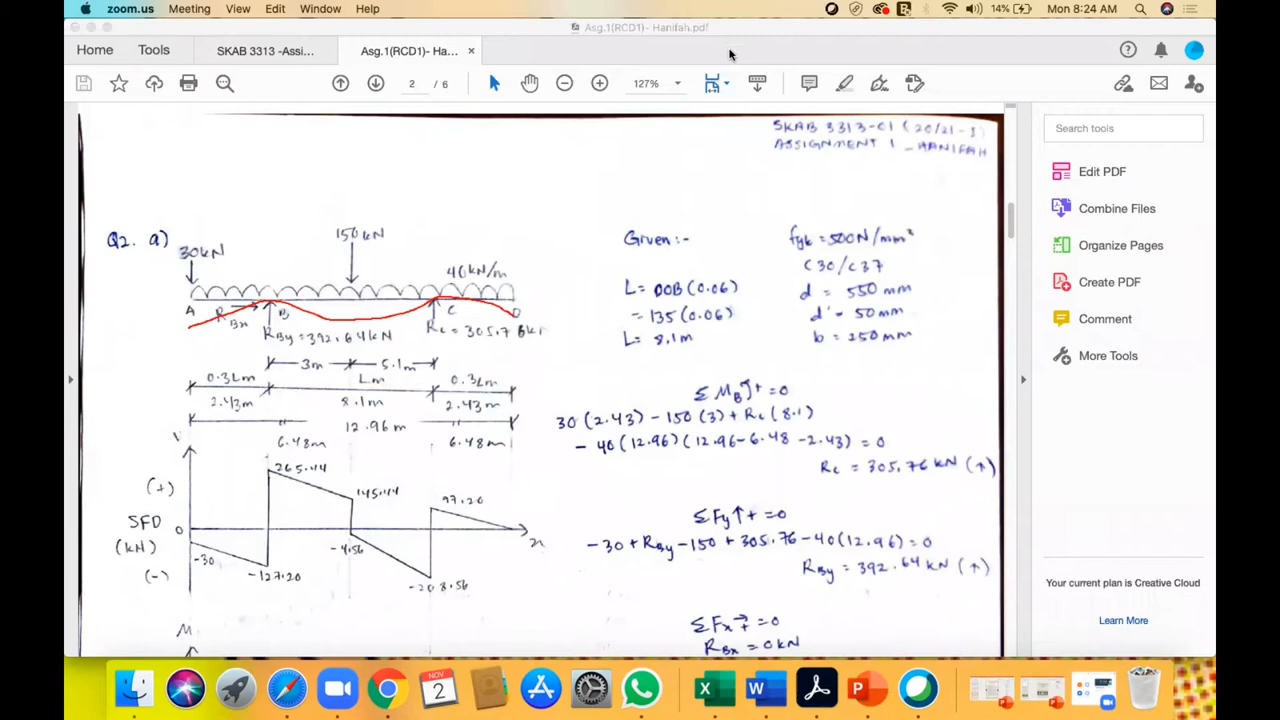 zoom.us Meeting View Edit Window Help 14% Mon 8:24 AM
Asg.1(RCD1)- Hanifah.pdf
Home Tools SKAB 3313 -Assi... Asg.1(RCD1)- Ha... ×
2 / 6 127%
SKAB 3313-01 (20/21-1)
ASSIGNMENT 1 - HANIFAH
Search tools
Edit PDF
Combine Files
Organize Pages
Create PDF
Comment
More Tools
Your current plan is Creative Cloud
Learn More
Q2. a)
30kN
150kN
40kN/m
A B C D
RBx
RBy = 392.64kN
Rc = 305.76kN
3m 5.1m
0.3Lm Lm 0.3Lm
2.43m 8.1m 2.43m
12.96m
6.48m 6.48m
V
(+)
SFD 0
(kN)
(-)
265.44
145.44
97.20
-30
-127.20
-4.56
-208.56
x
M
Given:-
L = DOB (0.06)
= 135 (0.06)
L = 8.1m
fyk = 500N/mm²
C30/C37
d = 550mm
d' = 50mm
b = 250mm
ΣMB↑+ = 0
30(2.43) - 150(3) + Rc(8.1)
- 40(12.96)(12.96-6.48-2.43) = 0
Rc = 305.76 kN (↑)
ΣFy↑+ = 0
-30 + RBy - 150 + 305.76 - 40(12.96) = 0
RBy = 392.64 kN (↑)
ΣFx→+ = 0
RBx = 0kN
NOV
2